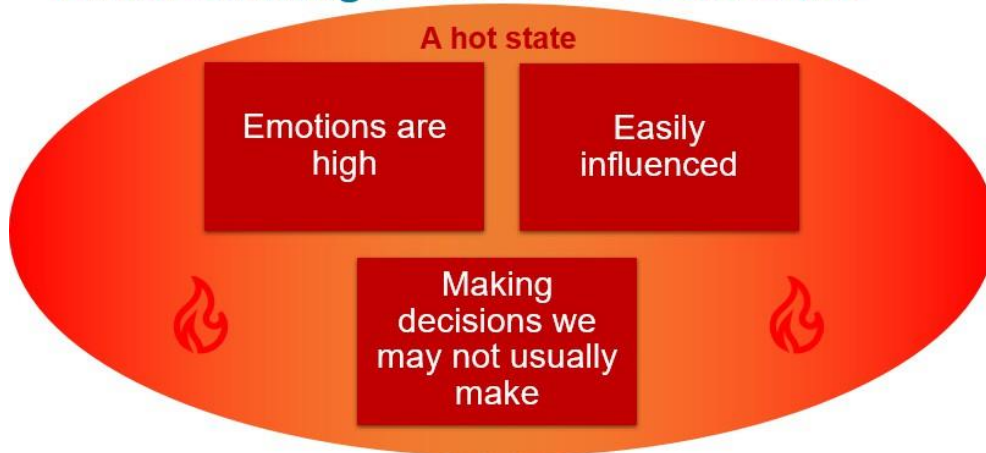 A hot state
Emotions are
high
Easily
influenced
Making
decisions we
may not usually
make